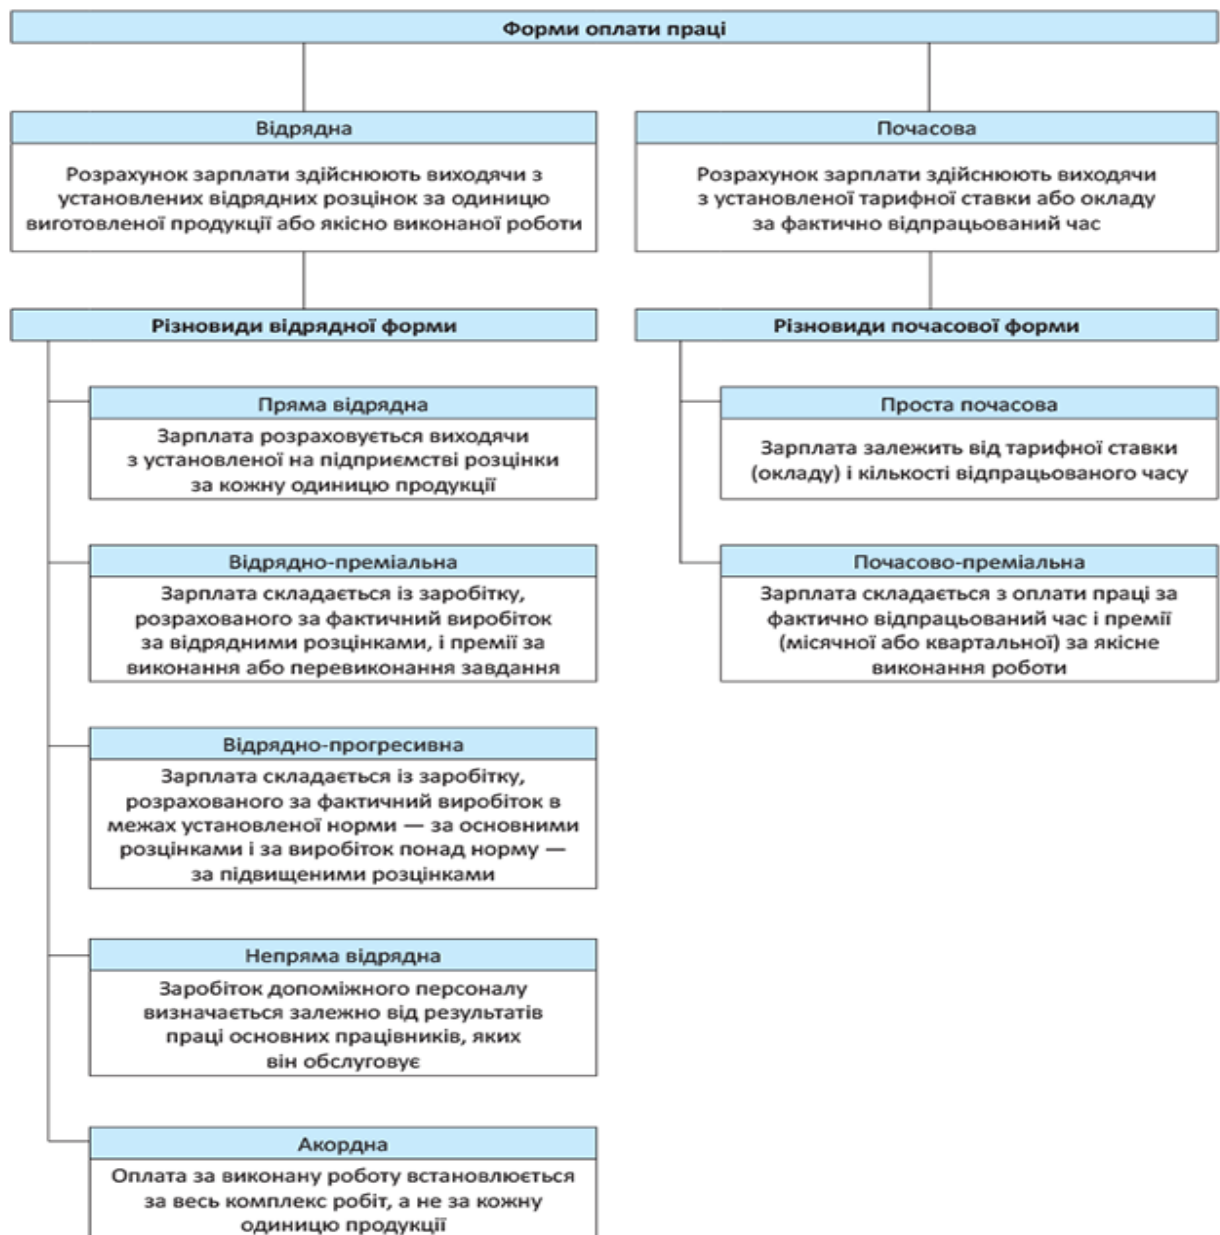 Форми оплати праці
Відрядна
Розрахунок зарплати здійснюють виходячи з
установлених відрядних розцінок за одиницю
виготовленої продукції або якісно виконаної роботи
Почасова
Розрахунок зарплати здійснюють виходячи
з установленої тарифної ставки або окладу
за фактично відпрацьований час
Різновиди відрядної форми
Пряма відрядна
Зарплата розраховується виходячи
з установленої на підприємстві розцінки
за кожну одиницю продукції
Відрядно-преміальна
Зарплата складається із заробітку,
розрахованого за фактичний виробіток
за відрядними розцінками, і премії за
виконання або перевиконання завдання
Відрядно-прогресивна
Зарплата складається із заробітку,
розрахованого за фактичний виробіток в
межах установленої норми — за основними
розцінками і за виробіток понад норму —
за підвищеними розцінками
Непряма відрядна
Заробіток допоміжного персоналу
визначається залежно від результатів
праці основних працівників, яких
він обслуговує
Акордна
Оплата за виконану роботу встановлюється
за весь комплекс робіт, а не за кожну
одиницю продукції
Різновиди почасової форми
Проста почасова
Зарплата залежить від тарифної ставки
(окладу) і кількості відпрацьованого часу
Почасово-преміальна
Зарплата складається з оплати праці за
фактично відпрацьований час і премії
(місячної або квартальної) за якісне
виконання роботи